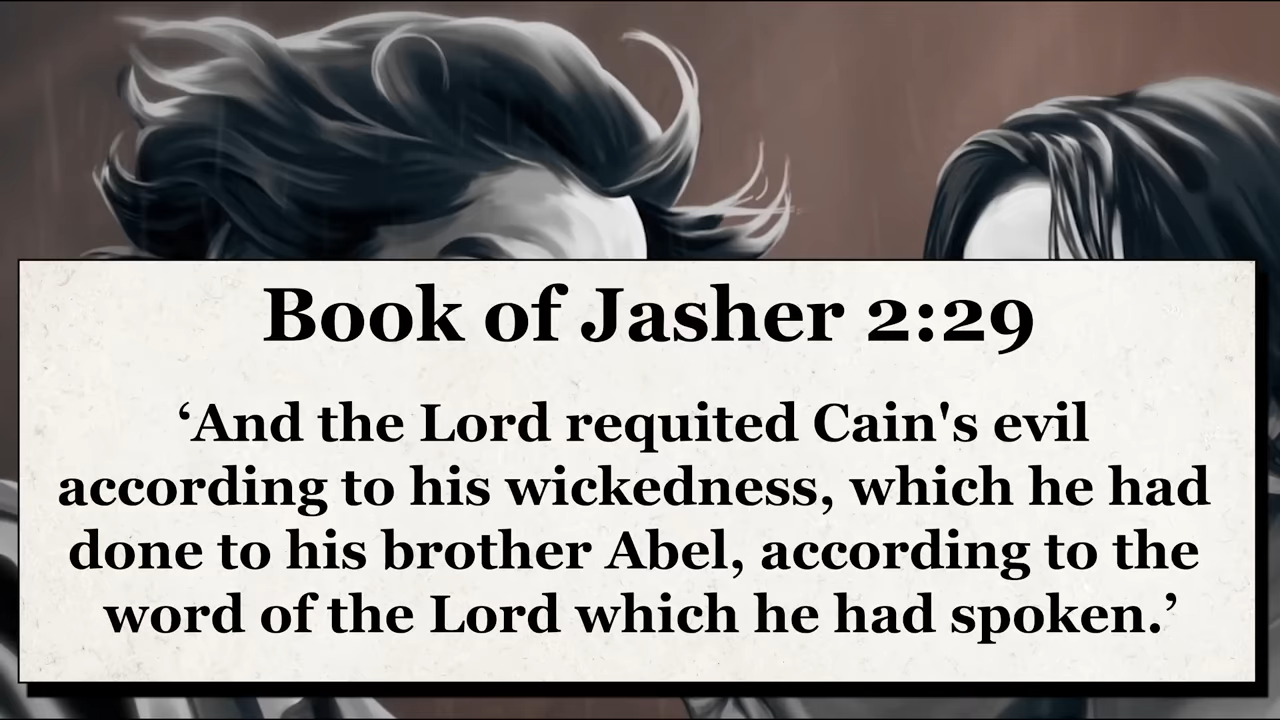 Book of Jasher 2:29
‘And the Lord requited Cain's evil
according to his wickedness, which he had
done to his brother Abel, according to the
word of the Lord which he had spoken.’